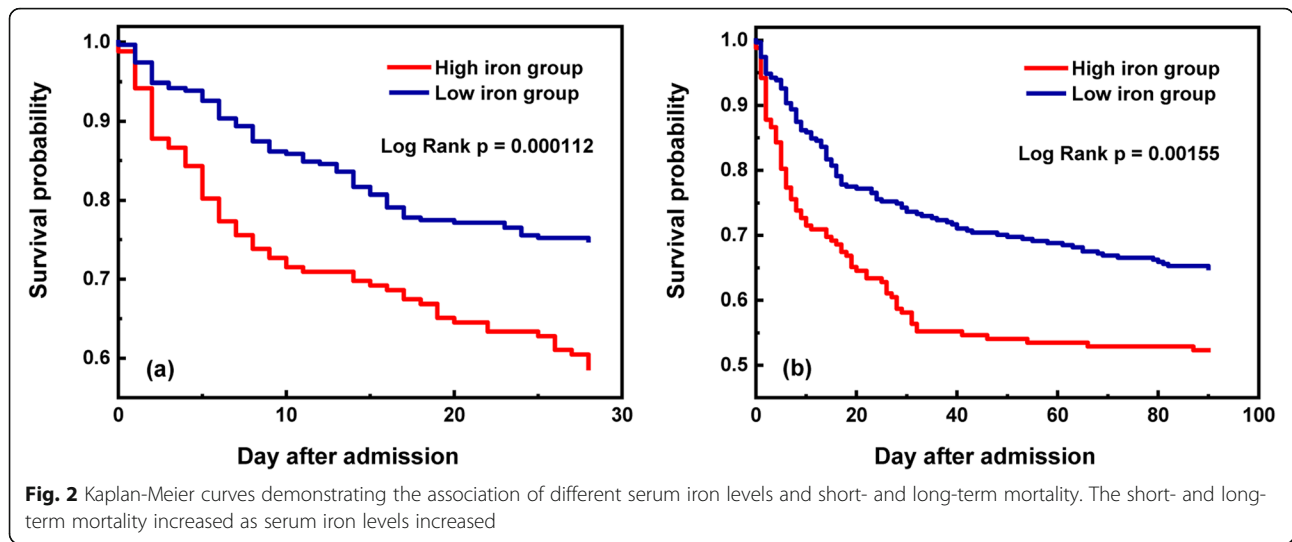 1.0
0.9
0.8
0.7
0.6
Survival probability
High iron group
Low iron group
Log Rank p = 0.000112
(a)
0
10
20
30
Day after admission
1.0
0.9
0.8
0.7
0.6
0.5
Survival probability
High iron group
Low iron group
Log Rank p = 0.00155
(b)
0
20
40
60
80
100
Day after admission
Fig. 2 Kaplan-Meier curves demonstrating the association of different serum iron levels and short- and long-term mortality. The short- and long-
term mortality increased as serum iron levels increased